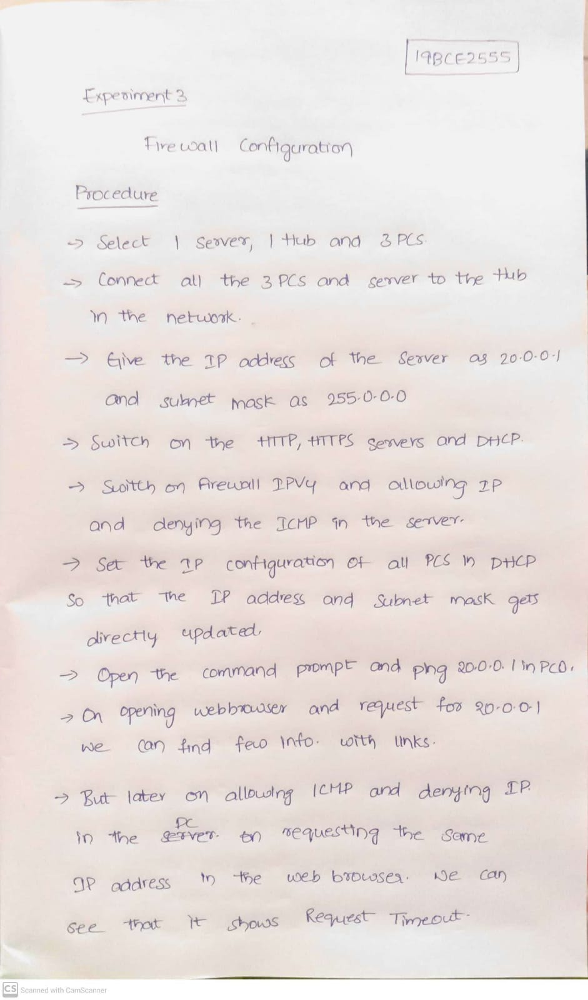 19BCE2555
Experiment 3
Firewall Configuration
Procedure
→ Select 1 Server, 1 Hub and 3 PCS.
→ Connect all the 3 PCS and server to the Hub
in the network.
→ Give the IP address of the Server as 20.0.0.1
and subnet mask as 255.0.0.0
→ Switch on the HTTP, HTTPS servers and DHCP.
→ Switch on firewall IPV4 and allowing IP
and denying the ICMP in the server.
→ Set the IP configuration of all PCS in DHCP
So that The IP address and Subnet mask gets
directly updated.
→ Open the command prompt and ping 20.0.0.1 in PC0.
→ On opening webbrowser and request for 20.0.0.1
we can find few Info. with links.
→ But later on allowing ICMP and denying IP.
PC
in the server. on requesting the same
IP address in the web browser. We can
see that it shows Request Timeout.
CS Scanned with CamScanner